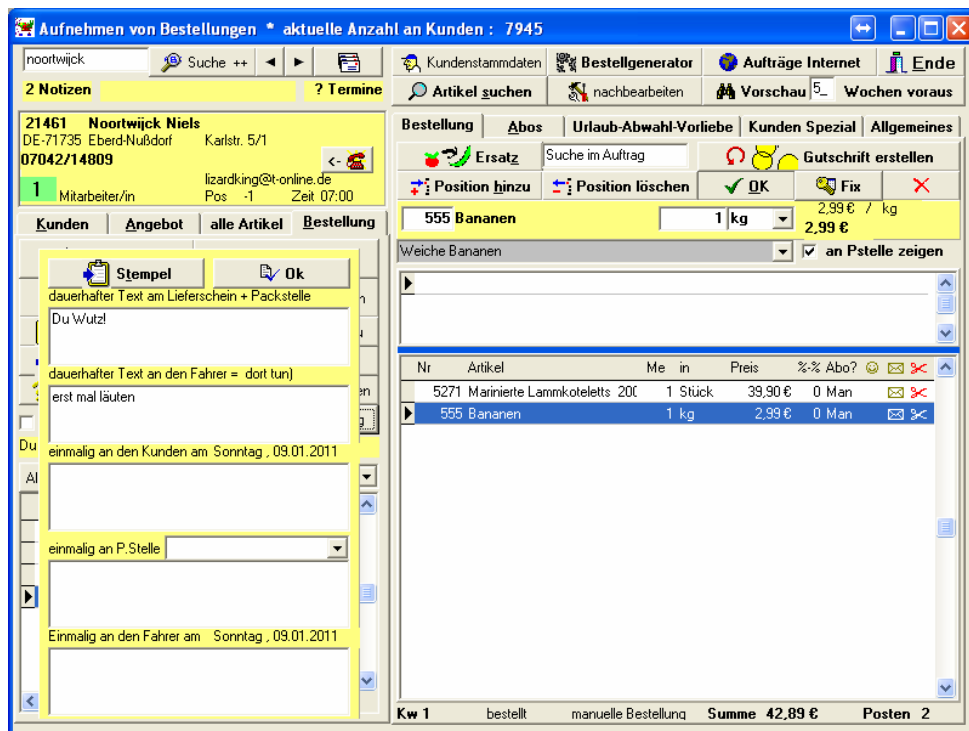 Aufnehmen von Bestellungen * aktuelle Anzahl an Kunden : 7945
noortwijck
Suche ++
2 Notizen
? Termine
21461 Noortwijck Niels
DE-71735 Eberd-Nußdorf Karlstr. 5/1
07042/14809
<-
lizardking@t-online.de
1 Mitarbeiter/in Pos -1 Zeit 07:00
Kunden Angebot alle Artikel Bestellung
Stempel Ok
dauerhafter Text am Lieferschein + Packstelle
Du Wutz!
dauerhafter Text an den Fahrer = dort tun)
erst mal läuten
Du
einmalig an den Kunden am Sonntag , 09.01.2011
Al
einmalig an P.Stelle
Einmalig an den Fahrer am Sonntag , 09.01.2011
Kundenstammdaten Bestellgenerator Aufträge Internet Ende
Artikel suchen nachbearbeiten Vorschau 5_ Wochen voraus
Bestellung Abos Urlaub-Abwahl-Vorliebe Kunden Spezial Allgemeines
Ersatz Suche im Auftrag Gutschrift erstellen
Position hinzu Position löschen OK Fix
555 Bananen 1 kg 2,99 € / kg
2,99 €
Weiche Bananen an Pstelle zeigen
Nr Artikel Me in Preis %-% Abo?
5271 Marinierte Lammkoteletts 200 1 Stück 39,90 € 0 Man
555 Bananen 1 kg 2,99 € 0 Man
Kw 1 bestellt manuelle Bestellung Summe 42,89 € Posten 2